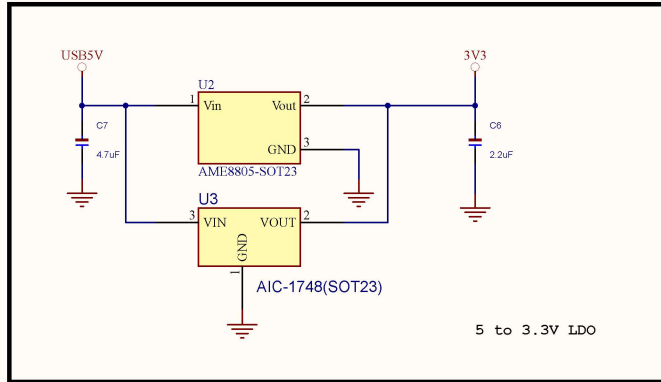 USB5V
3V3
U2
1 Vin Vout 2
C7
C6
GND 3
4.7uF
2.2uF
AME8805-SOT23
U3
3 VIN VOUT 2
GND
1
AIC-1748(SOT23)
5 to 3.3V LDO